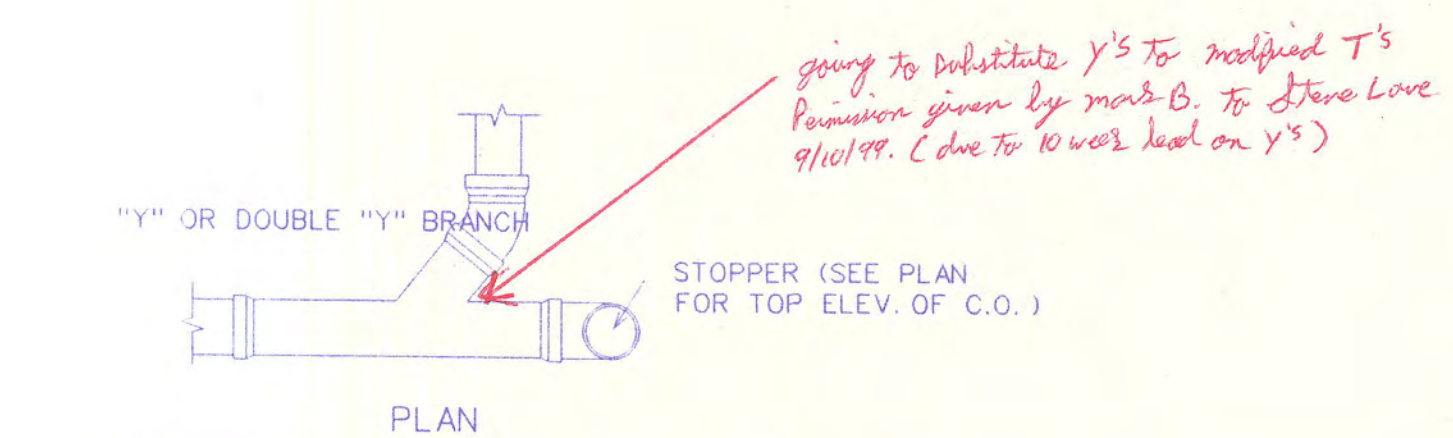 going to substitute Y's To modified T's
Permission given by mark B. To Steve Love
9/10/99. (due To 10 week lead on Y's)
"Y" OR DOUBLE "Y" BRANCH
STOPPER (SEE PLAN
FOR TOP ELEV. OF C.O. )
PLAN